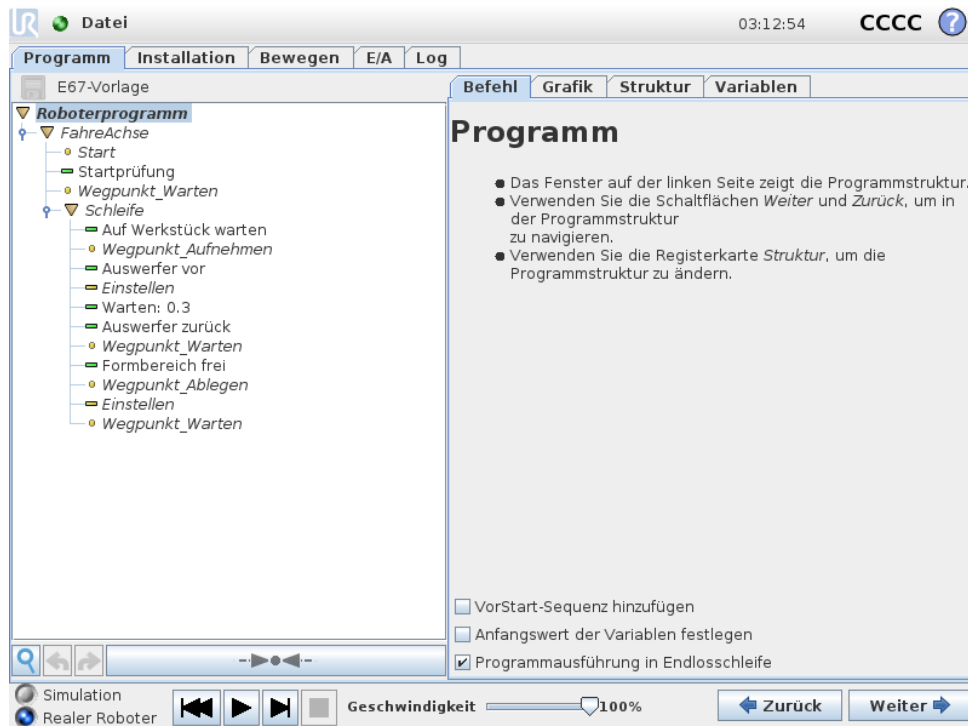 UR Datei 03:12:54 CCCC ?
Programm Installation Bewegen E/A Log
E67-Vorlage
Roboterprogramm
FahreAchse
Start
Startprüfung
Wegpunkt_Warten
Schleife
Auf Werkstück warten
Wegpunkt_Aufnehmen
Auswerfer vor
Einstellen
Warten: 0.3
Auswerfer zurück
Wegpunkt_Warten
Formbereich frei
Wegpunkt_Ablegen
Einstellen
Wegpunkt_Warten
Befehl Grafik Struktur Variablen
Programm
Das Fenster auf der linken Seite zeigt die Programmstruktur.
Verwenden Sie die Schaltflächen Weiter und Zurück, um in
der Programmstruktur
zu navigieren.
Verwenden Sie die Registerkarte Struktur, um die
Programmstruktur zu ändern.
VorStart-Sequenz hinzufügen
Anfangswert der Variablen festlegen
Programmausführung in Endlosschleife
Simulation
Realer Roboter
Geschwindigkeit 100%
Zurück Weiter